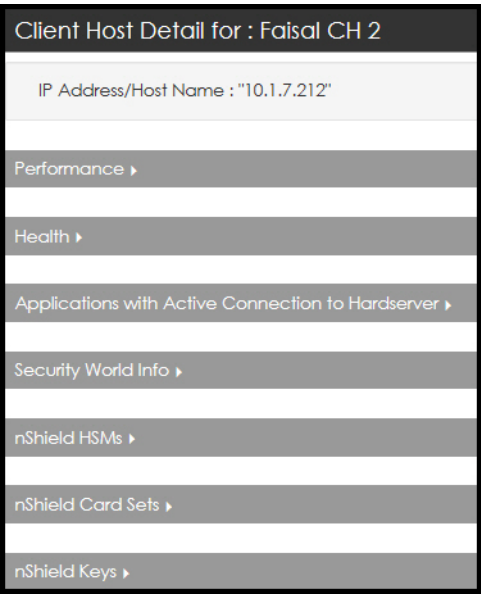 Client Host Detail for : Faisal CH 2
IP Address/Host Name : "10.1.7.212"
Performance
Health
Applications with Active Connection to Hardserver
Security World Info
nShield HSMs
nShield Card Sets
nShield Keys